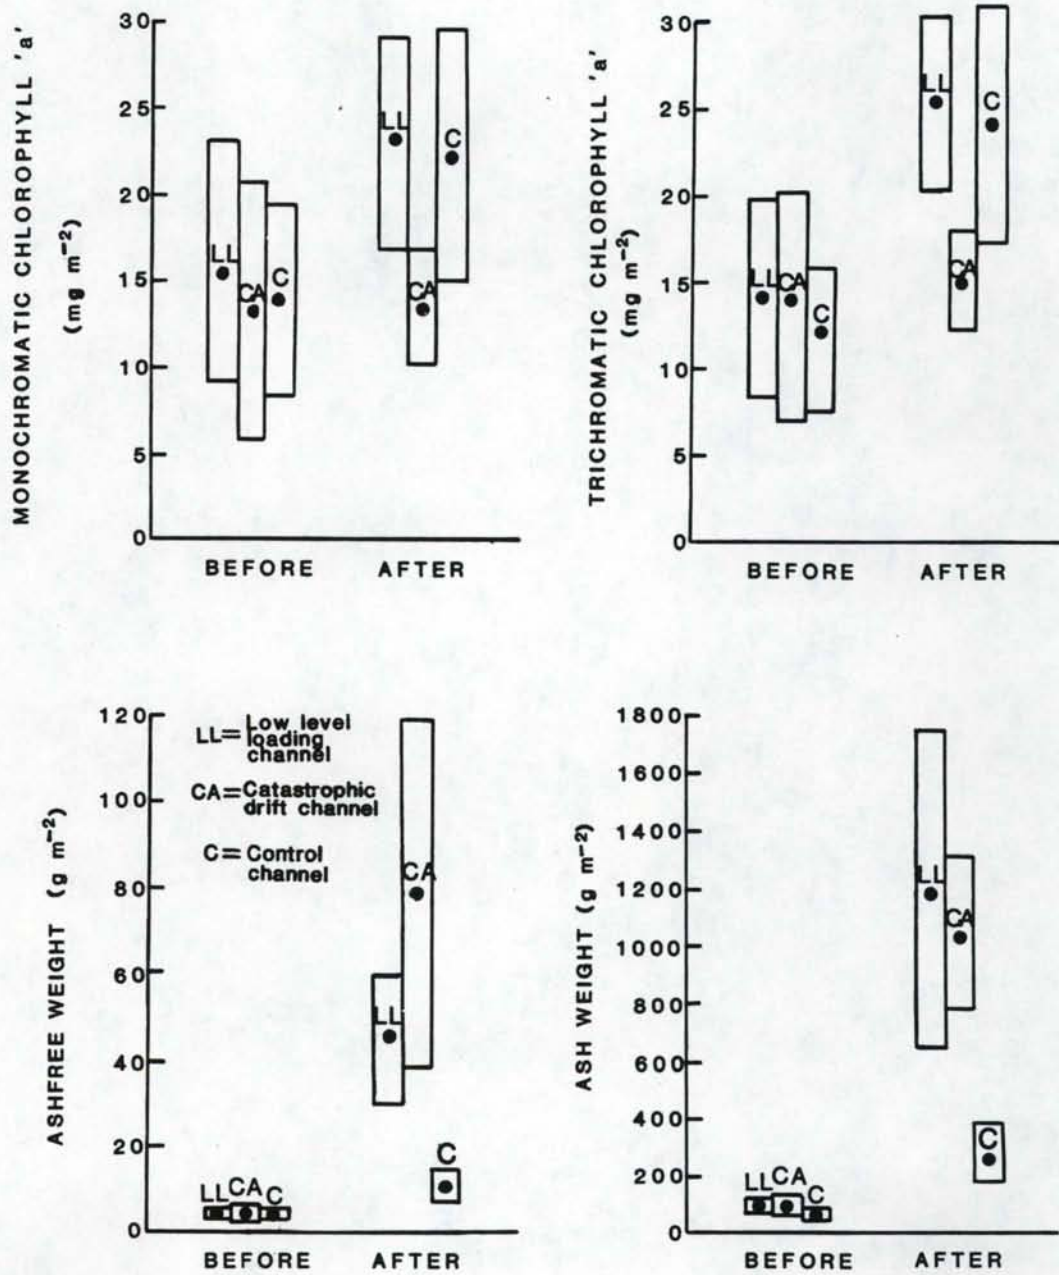 MONOCHROMATIC CHLOROPHYLL 'a'
(mg m⁻²)
30
25
20
15
10
5
0
LL
CA
C
LL
CA
C
BEFORE
AFTER
TRICHROMATIC CHLOROPHYLL 'a'
(mg m⁻²)
30
25
20
15
10
5
0
LL
CA
C
LL
CA
C
BEFORE
AFTER
ASHFREE WEIGHT (g m⁻²)
120
100
80
60
40
20
0
LL= Low level
loading
channel
CA=Catastrophic
drift channel
C= Control
channel
LL
CA
C
LL
CA
C
BEFORE
AFTER
ASH WEIGHT (g m⁻²)
1800
1600
1400
1200
1000
800
600
400
200
0
LL
CA
C
LL
CA
C
BEFORE
AFTER